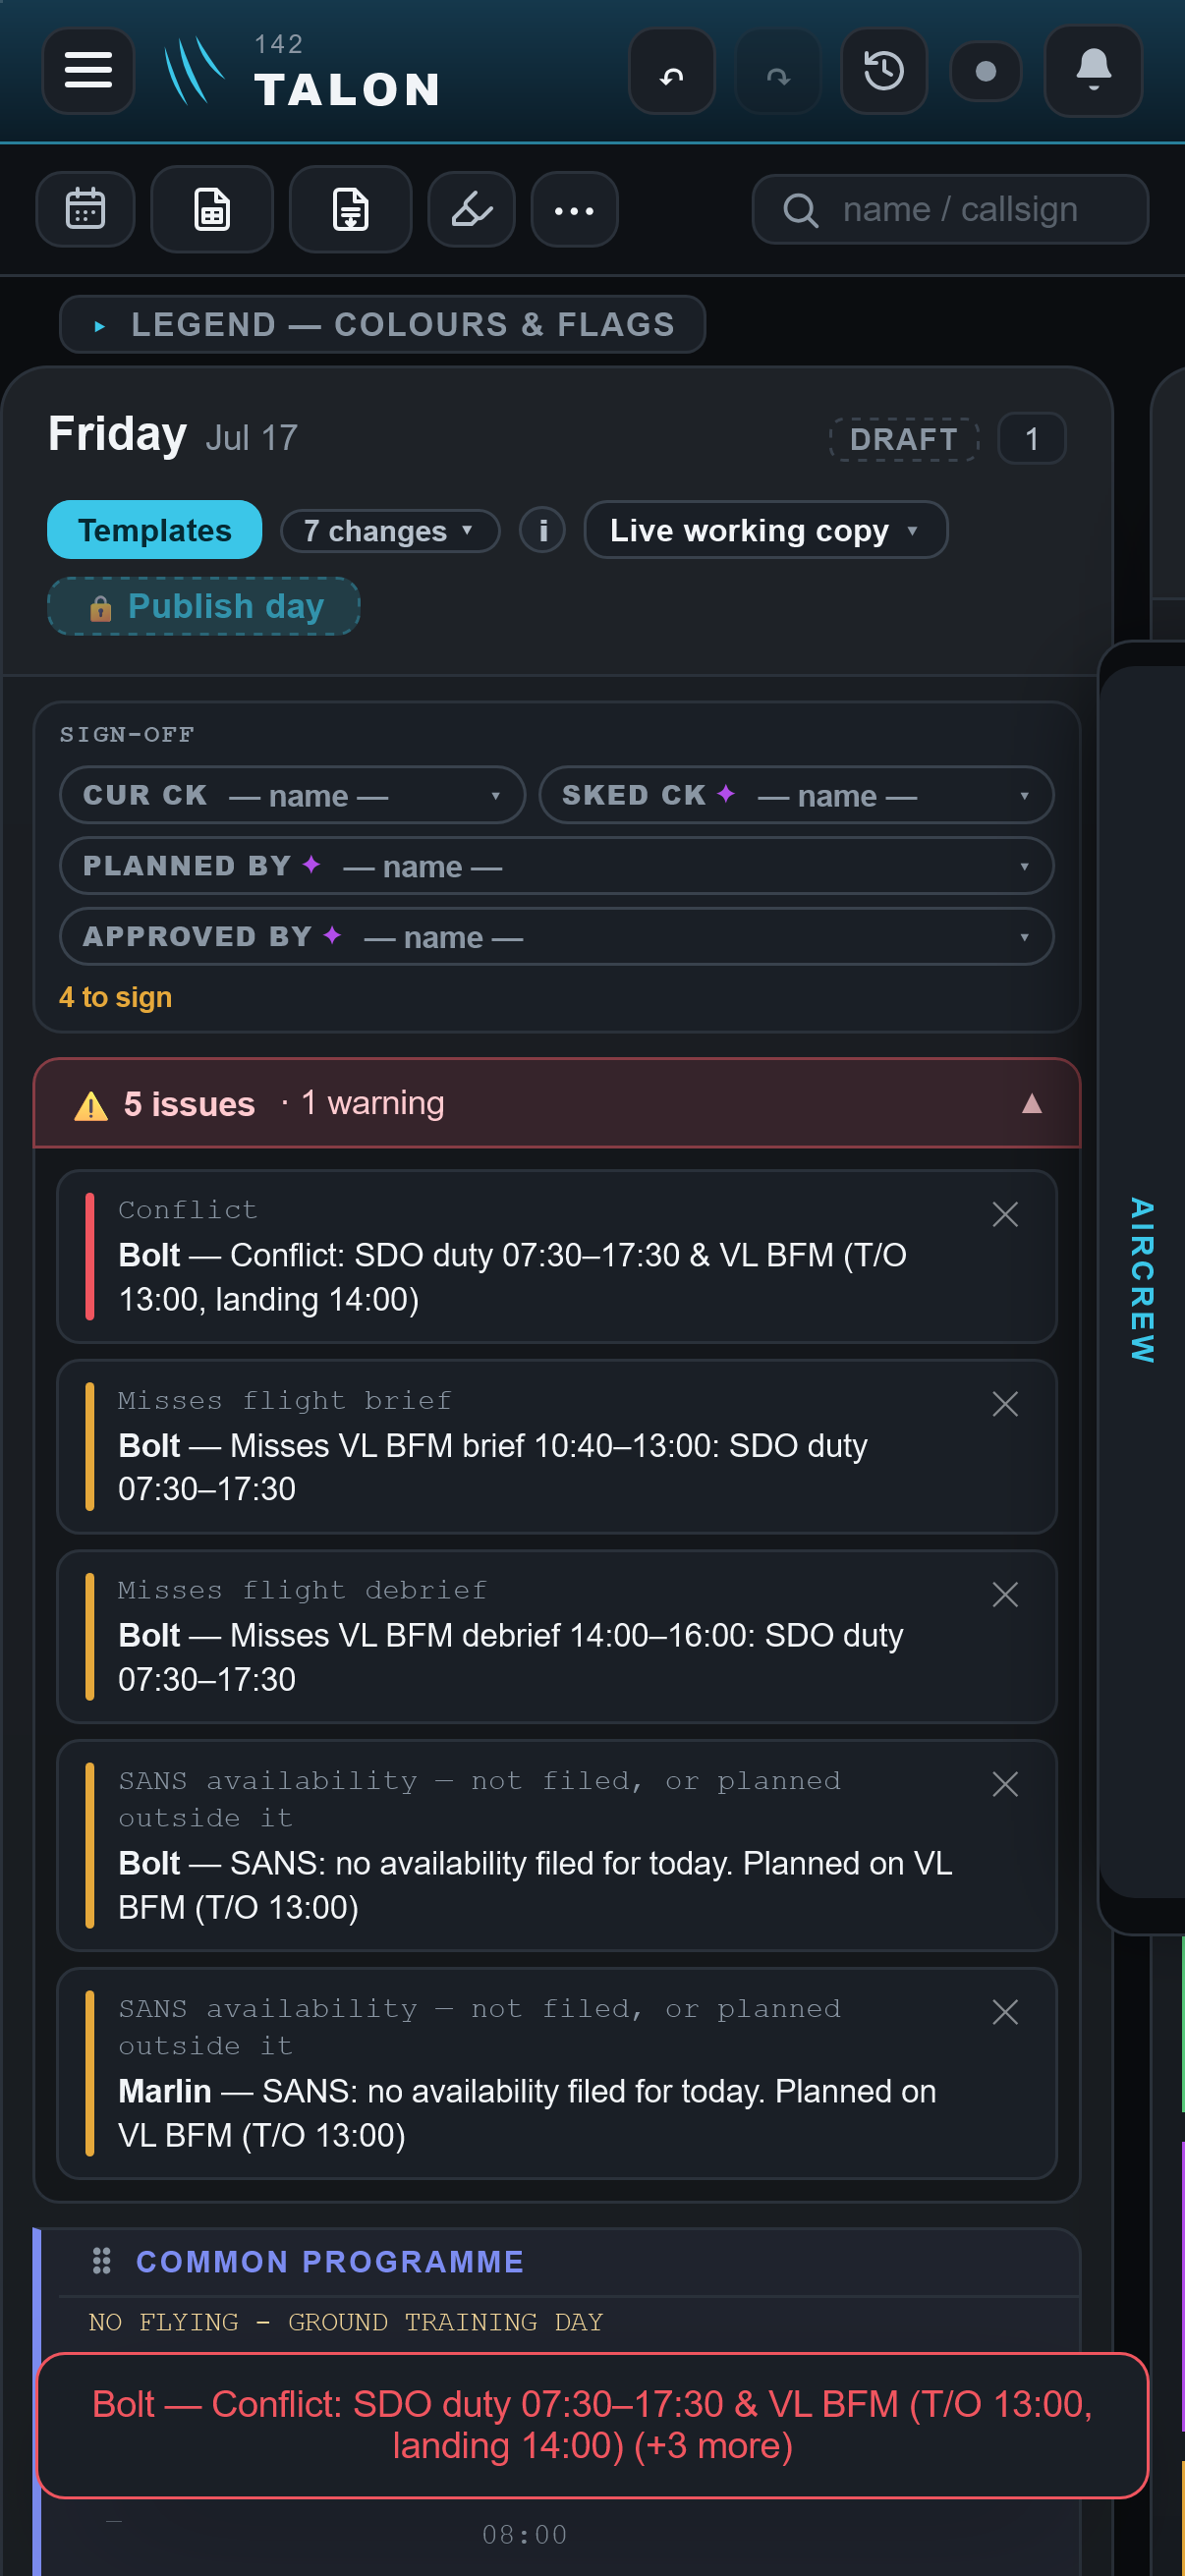 142
TALON
name / callsign
LEGEND — COLOURS & FLAGS
Friday Jul 17
DRAFT
1
Templates
7 changes
i
Live working copy
Publish day
SIGN-OFF
CUR CK — name —
SKED CK — name —
PLANNED BY — name —
APPROVED BY — name —
4 to sign
5 issues · 1 warning
Conflict
Bolt — Conflict: SDO duty 07:30–17:30 & VL BFM (T/O
13:00, landing 14:00)
Misses flight brief
Bolt — Misses VL BFM brief 10:40–13:00: SDO duty
07:30–17:30
Misses flight debrief
Bolt — Misses VL BFM debrief 14:00–16:00: SDO duty
07:30–17:30
SANS availability — not filed, or planned
outside it
Bolt — SANS: no availability filed for today. Planned on VL
BFM (T/O 13:00)
SANS availability — not filed, or planned
outside it
Marlin — SANS: no availability filed for today. Planned on
VL BFM (T/O 13:00)
AIRCREW
COMMON PROGRAMME
NO FLYING – GROUND TRAINING DAY
Bolt — Conflict: SDO duty 07:30–17:30 & VL BFM (T/O 13:00,
landing 14:00) (+3 more)
08:00